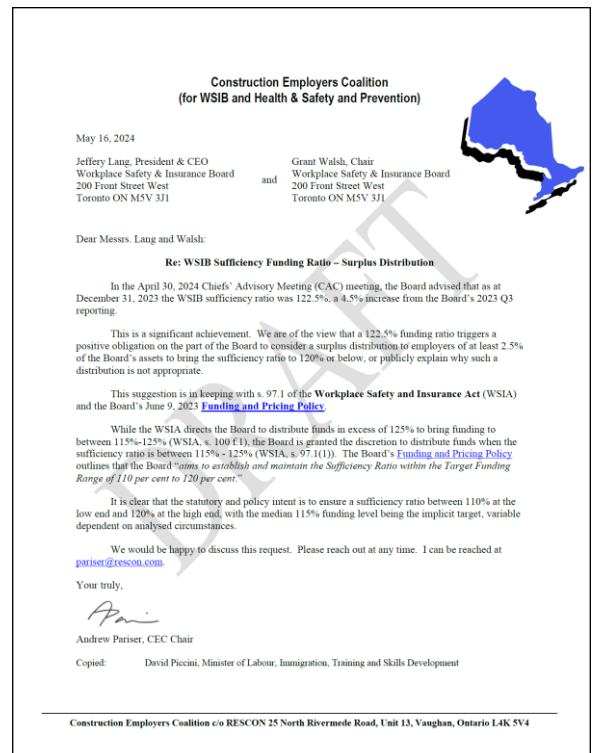 Construction Employers Coalition
(for WSIB and Health & Safety and Prevention)
May 16, 2024
Jeffery Lang, President & CEO
Workplace Safety & Insurance Board
200 Front Street West
Toronto ON M5V 3J1
and
Grant Walsh, Chair
Workplace Safety & Insurance Board
200 Front Street West
Toronto ON M5V 3J1
Dear Messrs. Lang and Walsh:
Re: WSIB Sufficiency Funding Ratio – Surplus Distribution
In the April 30, 2024 Chiefs' Advisory Meeting (CAC) meeting, the Board advised that as at
December 31, 2023 the WSIB sufficiency ratio was 122.5%, a 4.5% increase from the Board's 2023 Q3
reporting.
This is a significant achievement. We are of the view that a 122.5% funding ratio triggers a
positive obligation on the part of the Board to consider a surplus distribution to employers of at least 2.5%
of the Board's assets to bring the sufficiency ratio to 120% or below, or publicly explain why such a
distribution is not appropriate.
This suggestion is in keeping with s. 97.1 of the Workplace Safety and Insurance Act (WSIA)
and the Board's June 9, 2023 Funding and Pricing Policy.
While the WSIA directs the Board to distribute funds in excess of 125% to bring funding to
between 115%-125% (WSIA, s. 100 f.1), the Board is granted the discretion to distribute funds when the
sufficiency ratio is between 115% - 125% (WSIA, s. 97.1(1)). The Board's Funding and Pricing Policy
outlines that the Board "aims to establish and maintain the Sufficiency Ratio within the Target Funding
Range of 110 per cent to 120 per cent."
It is clear that the statutory and policy intent is to ensure a sufficiency ratio between 110% at the
low end and 120% at the high end, with the median 115% funding level being the implicit target, variable
dependent on analysed circumstances.
We would be happy to discuss this request. Please reach out at any time. I can be reached at
pariser@rescon.com.
Your truly,
Andrew Pariser, CEC Chair
Copied: David Piccini, Minister of Labour, Immigration, Training and Skills Development
Construction Employers Coalition c/o RESCON 25 North Rivermede Road, Unit 13, Vaughan, Ontario L4K 5V4
DRAFT